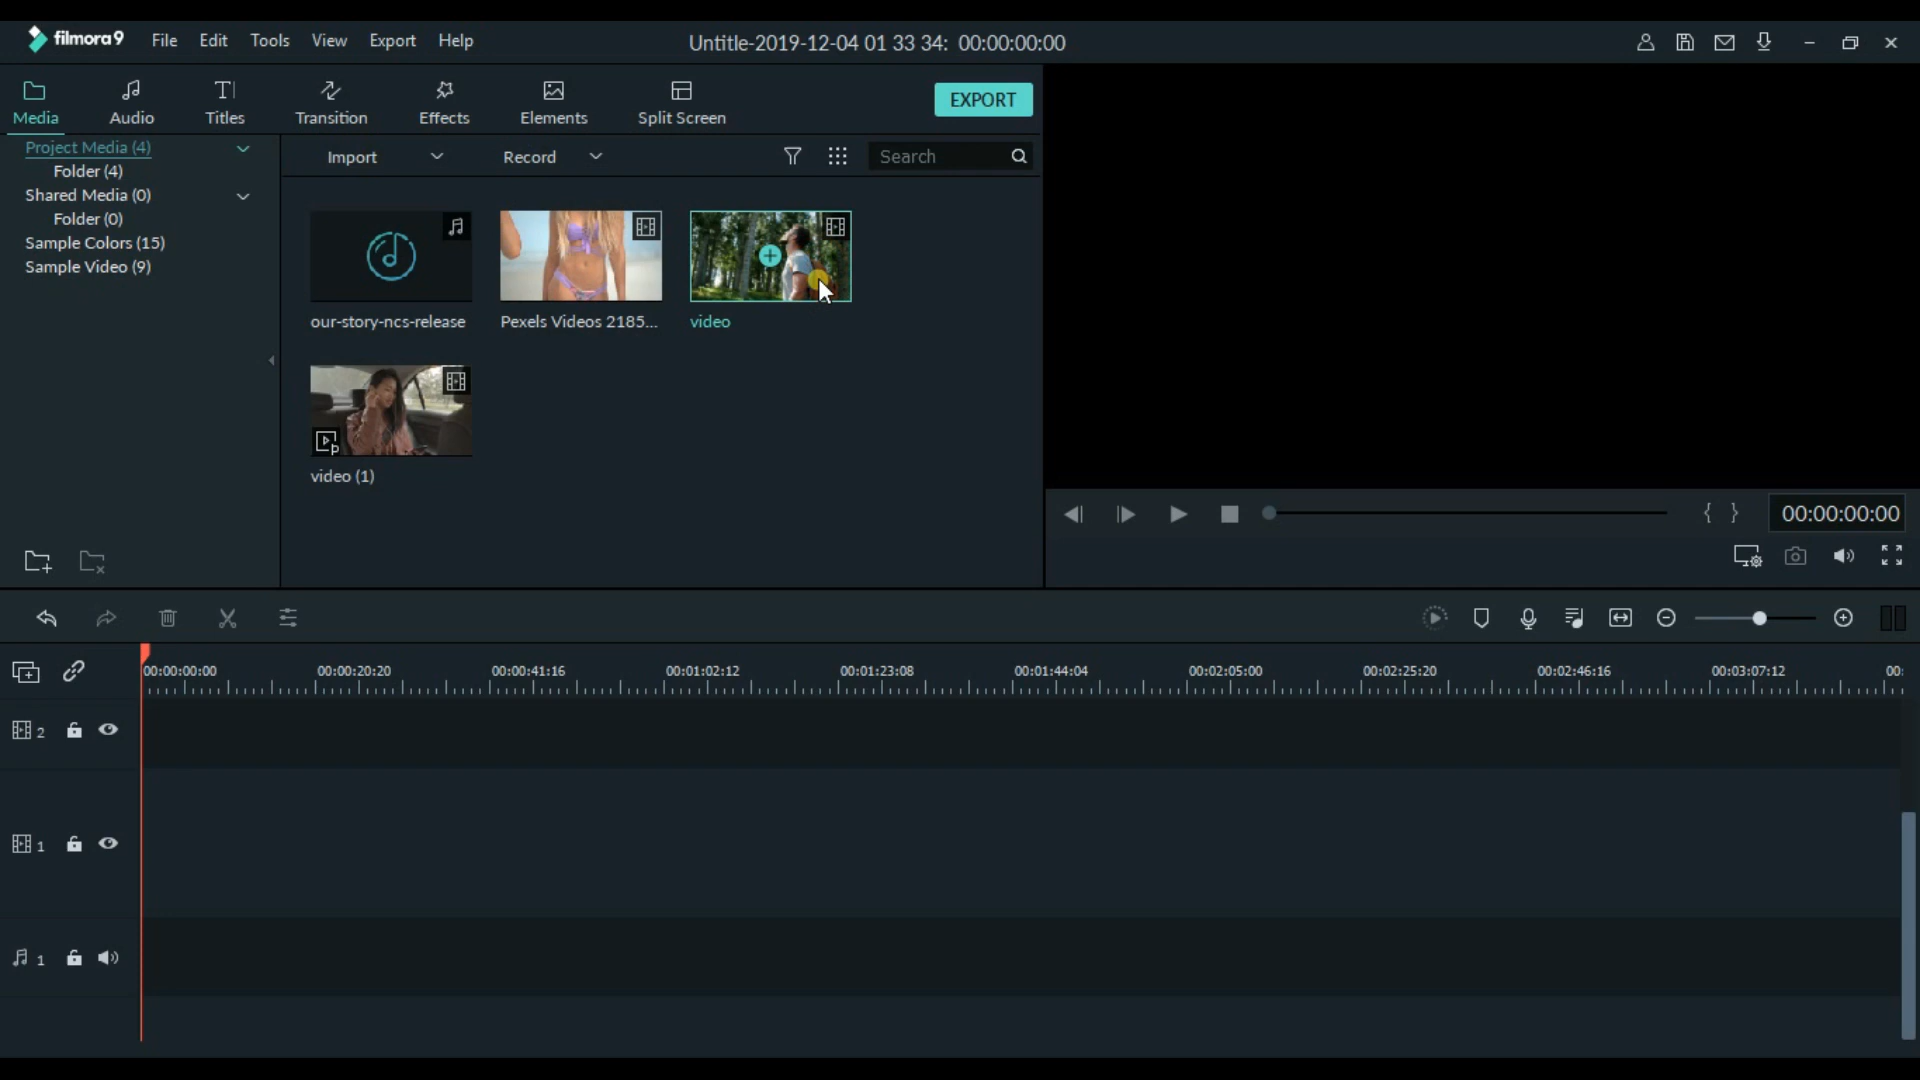 filmora9 File Edit Tools View Export Help Untitle-2019-12-04 01 33 34: 00:00:00:00
Media Audio Titles Transition Effects Elements Split Screen EXPORT
Project Media (4)
Folder (4)
Shared Media (0)
Folder (0)
Sample Colors (15)
Sample Video (9)
Import Record Search
our-story-ncs-release Pexels Videos 2185... video
video (1)
00:00:00:00
00:00:00:00 00:00:20:20 00:00:41:16 00:01:02:12 00:01:23:08 00:01:44:04 00:02:05:00 00:02:25:20 00:02:46:16 00:03:07:12 00:
2
1
1